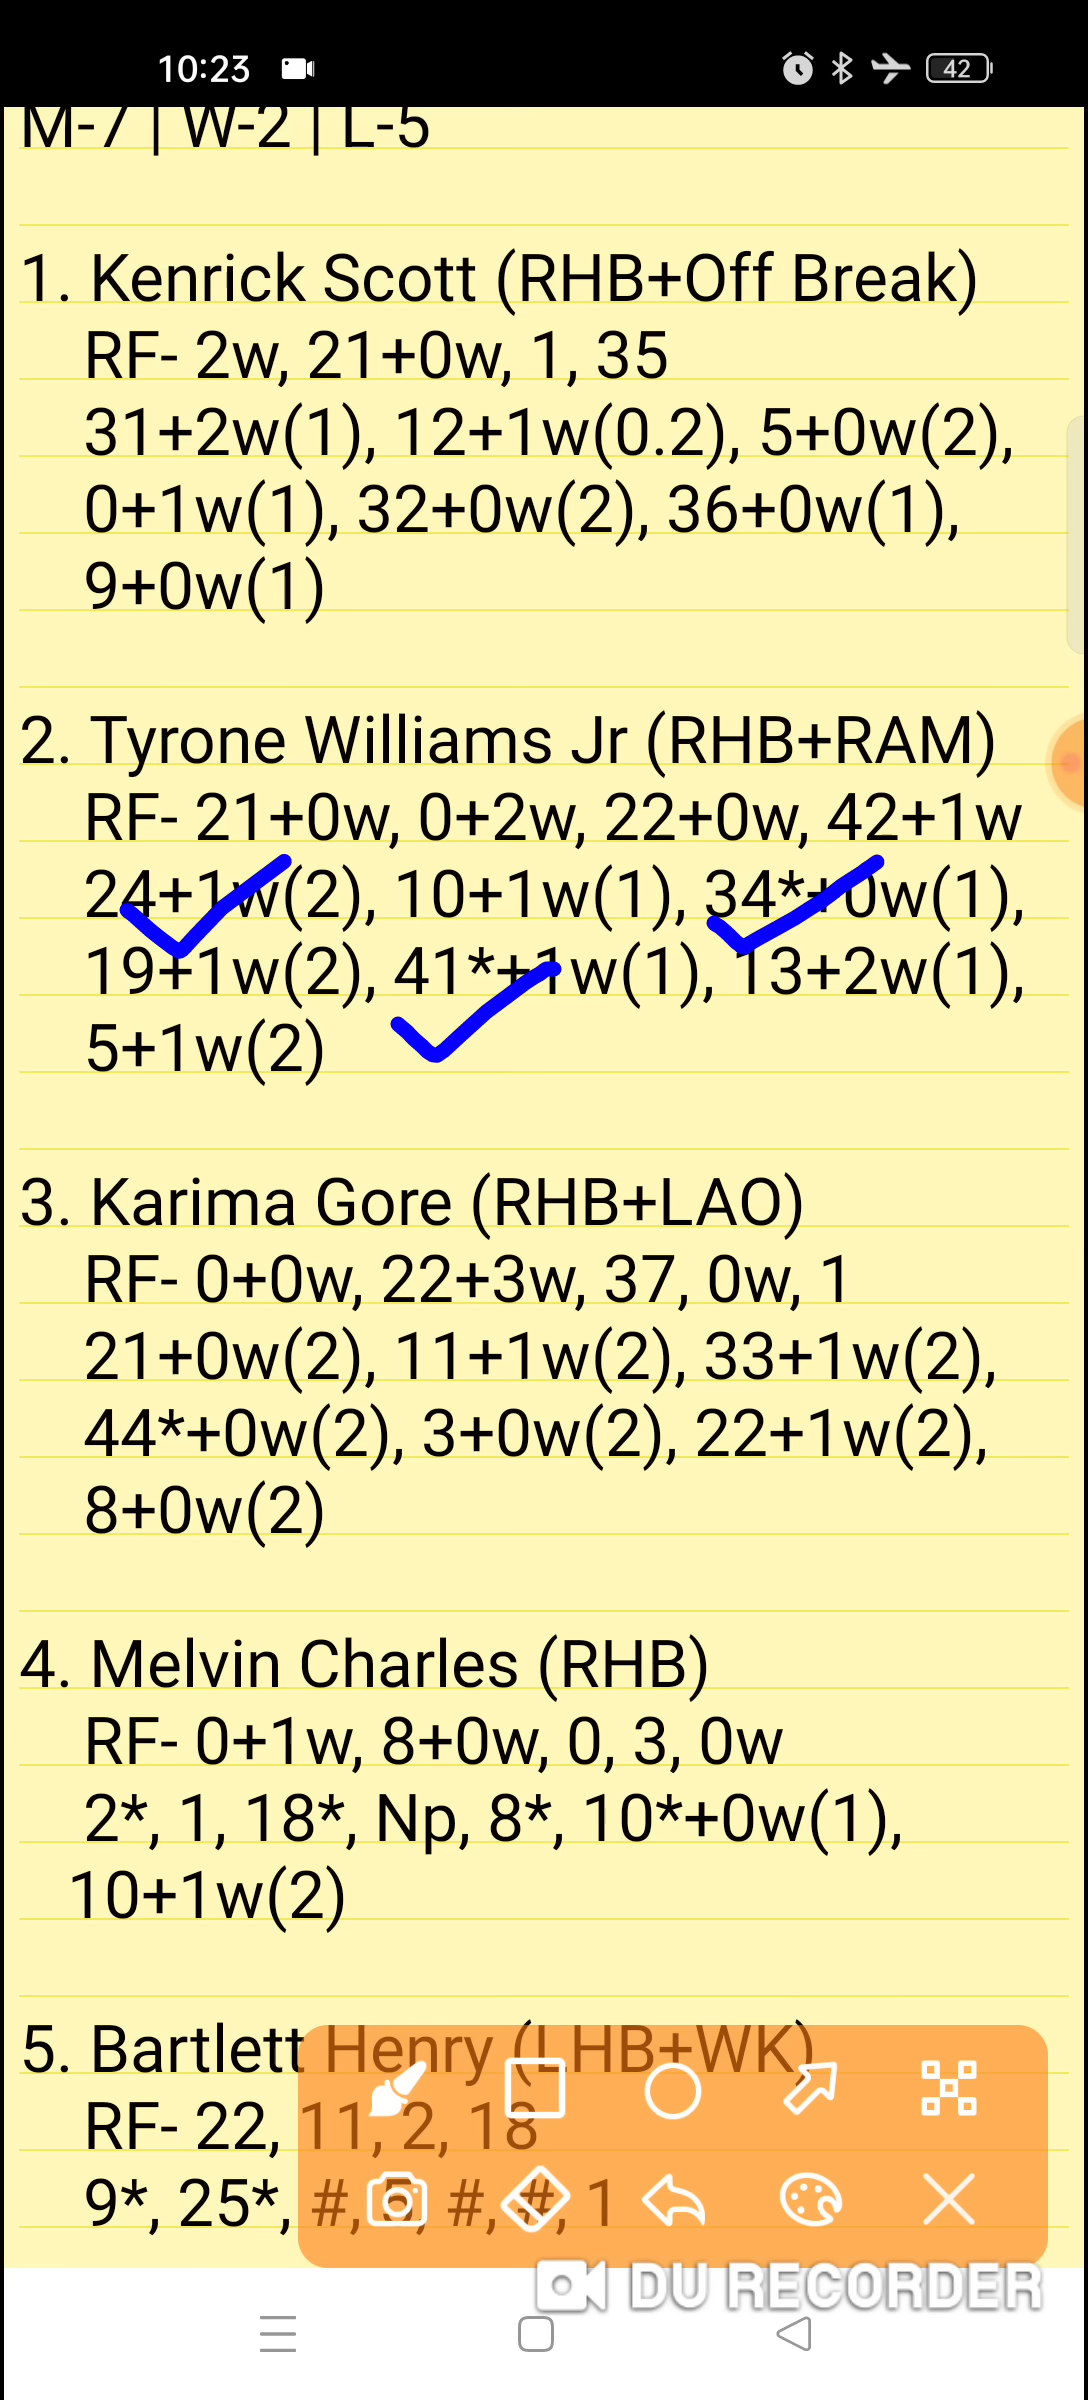 10:23
42
M-7 | W-2 | L-5
1. Kenrick Scott (RHB+Off Break)
RF- 2w, 21+0w, 1, 35
31+2w(1), 12+1w(0.2), 5+0w(2),
0+1w(1), 32+0w(2), 36+0w(1),
9+0w(1)
2. Tyrone Williams Jr (RHB+RAM)
RF- 21+0w, 0+2w, 22+0w, 42+1w
24+1w(2), 10+1w(1), 34*+0w(1),
19+1w(2), 41*+1w(1), 13+2w(1),
5+1w(2)
3. Karima Gore (RHB+LAO)
RF- 0+0w, 22+3w, 37, 0w, 1
21+0w(2), 11+1w(2), 33+1w(2),
44*+0w(2), 3+0w(2), 22+1w(2),
8+0w(2)
4. Melvin Charles (RHB)
RF- 0+1w, 8+0w, 0, 3, 0w
2*, 1, 18*, Np, 8*, 10*+0w(1),
10+1w(2)
5. Bartlett Henry (LHB+WK)
RF- 22, 11, 2, 18
9*, 25*, #, 5, #, #, 1
DU RECORDER